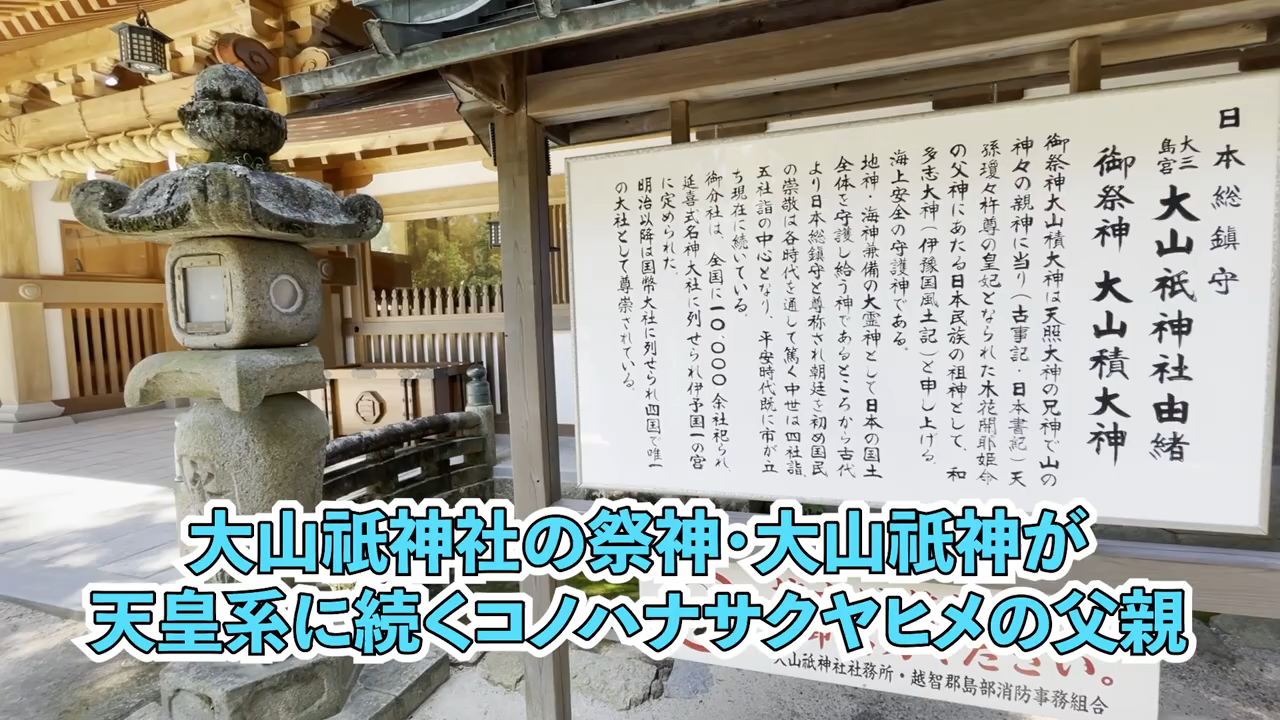 日本総鎮守
大三島宮 大山祇神社由緒
御祭神 大山積大神
御祭神大山積大神は天照大神の兄神で山の
神々の親神に当り(古事記・日本書紀)天
孫瓊々杵尊の皇妃となられた木花開耶姫命
の父神にあたる日本民族の祖神として、和
多志大神(伊豫国風土記)と申し上げる。
海上安全の守護神である。
地神・海神兼備の大霊神として日本の国土
全体を守護し給う神であるところから古代
より日本総鎮守と尊称され朝廷を初め国民
の崇敬は各時代を通して篤く中世は四社詣、
五社詣の中心となり、平安時代既に市が立
ち現在に続いている。
御分社は、全国に一〇、〇〇〇余社祀られ
延喜式名神大社に列せられ伊予国一の宮
に定められた。
明治以降は国幣大社に列せられ四国で唯一
の大社として尊崇されている。
大山祇神社の祭神・大山祇神が
天皇系に続くコノハナサクヤヒメの父親
ください。
大山祇神社社務所・越智郡島部消防事務組合